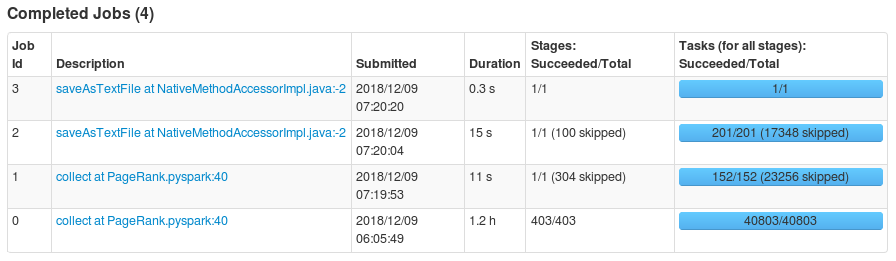 Completed Jobs (4)
Job Id Description Submitted Duration Stages: Succeeded/Total Tasks (for all stages): Succeeded/Total
3 saveAsTextFile at NativeMethodAccessorImpl.java:-2 2018/12/09 07:20:20 0.3 s 1/1 1/1
2 saveAsTextFile at NativeMethodAccessorImpl.java:-2 2018/12/09 07:20:04 15 s 1/1 (100 skipped) 201/201 (17348 skipped)
1 collect at PageRank.pyspark:40 2018/12/09 07:19:53 11 s 1/1 (304 skipped) 152/152 (23256 skipped)
0 collect at PageRank.pyspark:40 2018/12/09 06:05:49 1.2 h 403/403 40803/40803